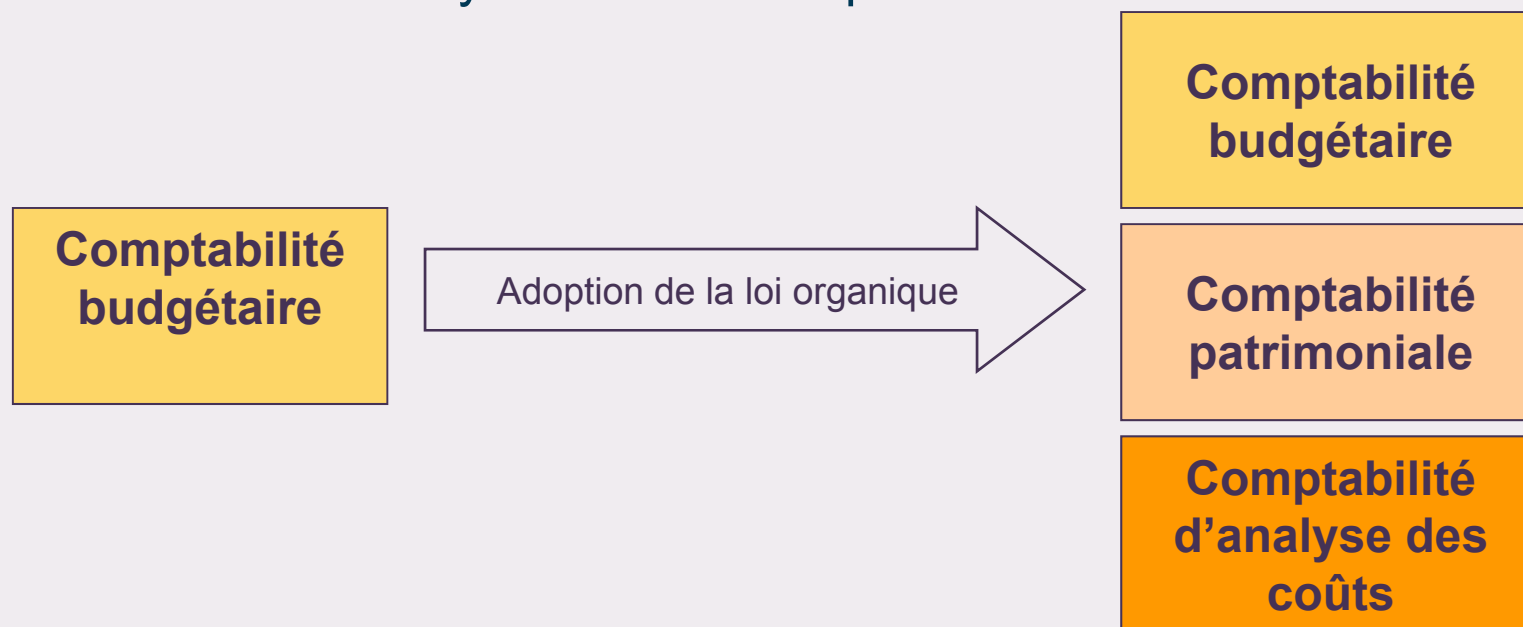 Comptabilité
budgétaire
Adoption de la loi organique
Comptabilité
budgétaire
Comptabilité
patrimoniale
Comptabilité
d’analyse des
coûts